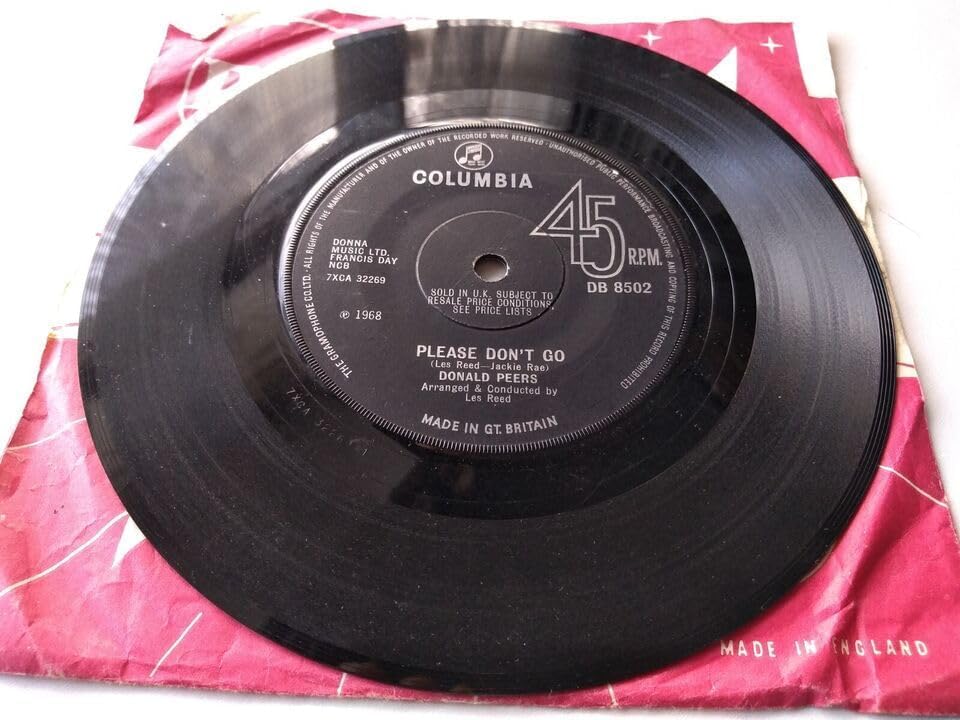 THE GRAMOPHONE CO. LTD. · ALL RIGHTS OF THE MANUFACTURER AND OF THE OWNER OF THE RECORDED WORK RESERVED · UNAUTHORISED PUBLIC PERFORMANCE BROADCASTING AND COPYING OF THIS RECORD PROHIBITED
COLUMBIA
45
R.P.M.
DB 8502
DONNA
MUSIC LTD.
FRANCIS DAY
NCB
7XCA 32269
℗ 1968
SOLD IN U.K. SUBJECT TO
RESALE PRICE CONDITIONS,
SEE PRICE LISTS
PLEASE DON'T GO
(Les Reed—Jackie Rae)
DONALD PEERS
Arranged & Conducted by
Les Reed
MADE IN GT. BRITAIN
7XCA
MADE IN ENGLAND